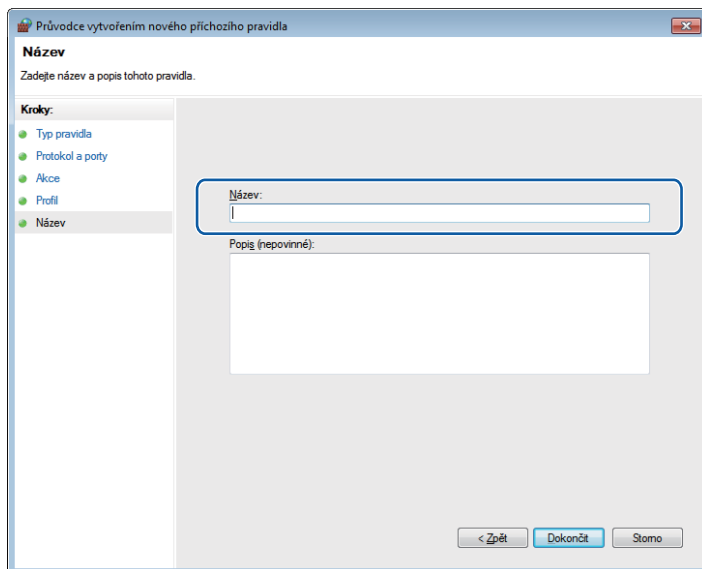 Průvodce vytvořením nového příchozího pravidla
Název
Zadejte název a popis tohoto pravidla.
Kroky:
Typ pravidla
Protokol a porty
Akce
Profil
Název
Název:
Popis (nepovinné):
< Zpět
Dokončit
Storno